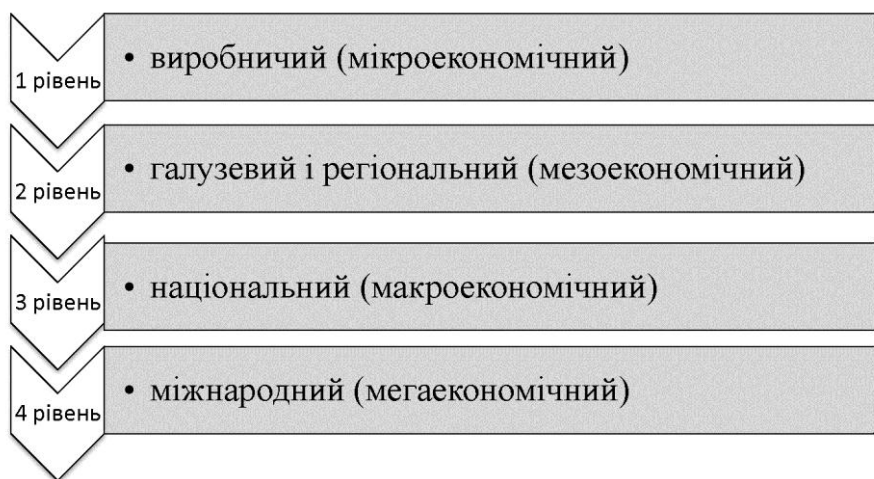 1 рівень
• виробничий (мікроекономічний)
2 рівень
• галузевий і регіональний (мезоекономічний)
3 рівень
• національний (макроекономічний)
4 рівень
• міжнародний (мегаекономічний)